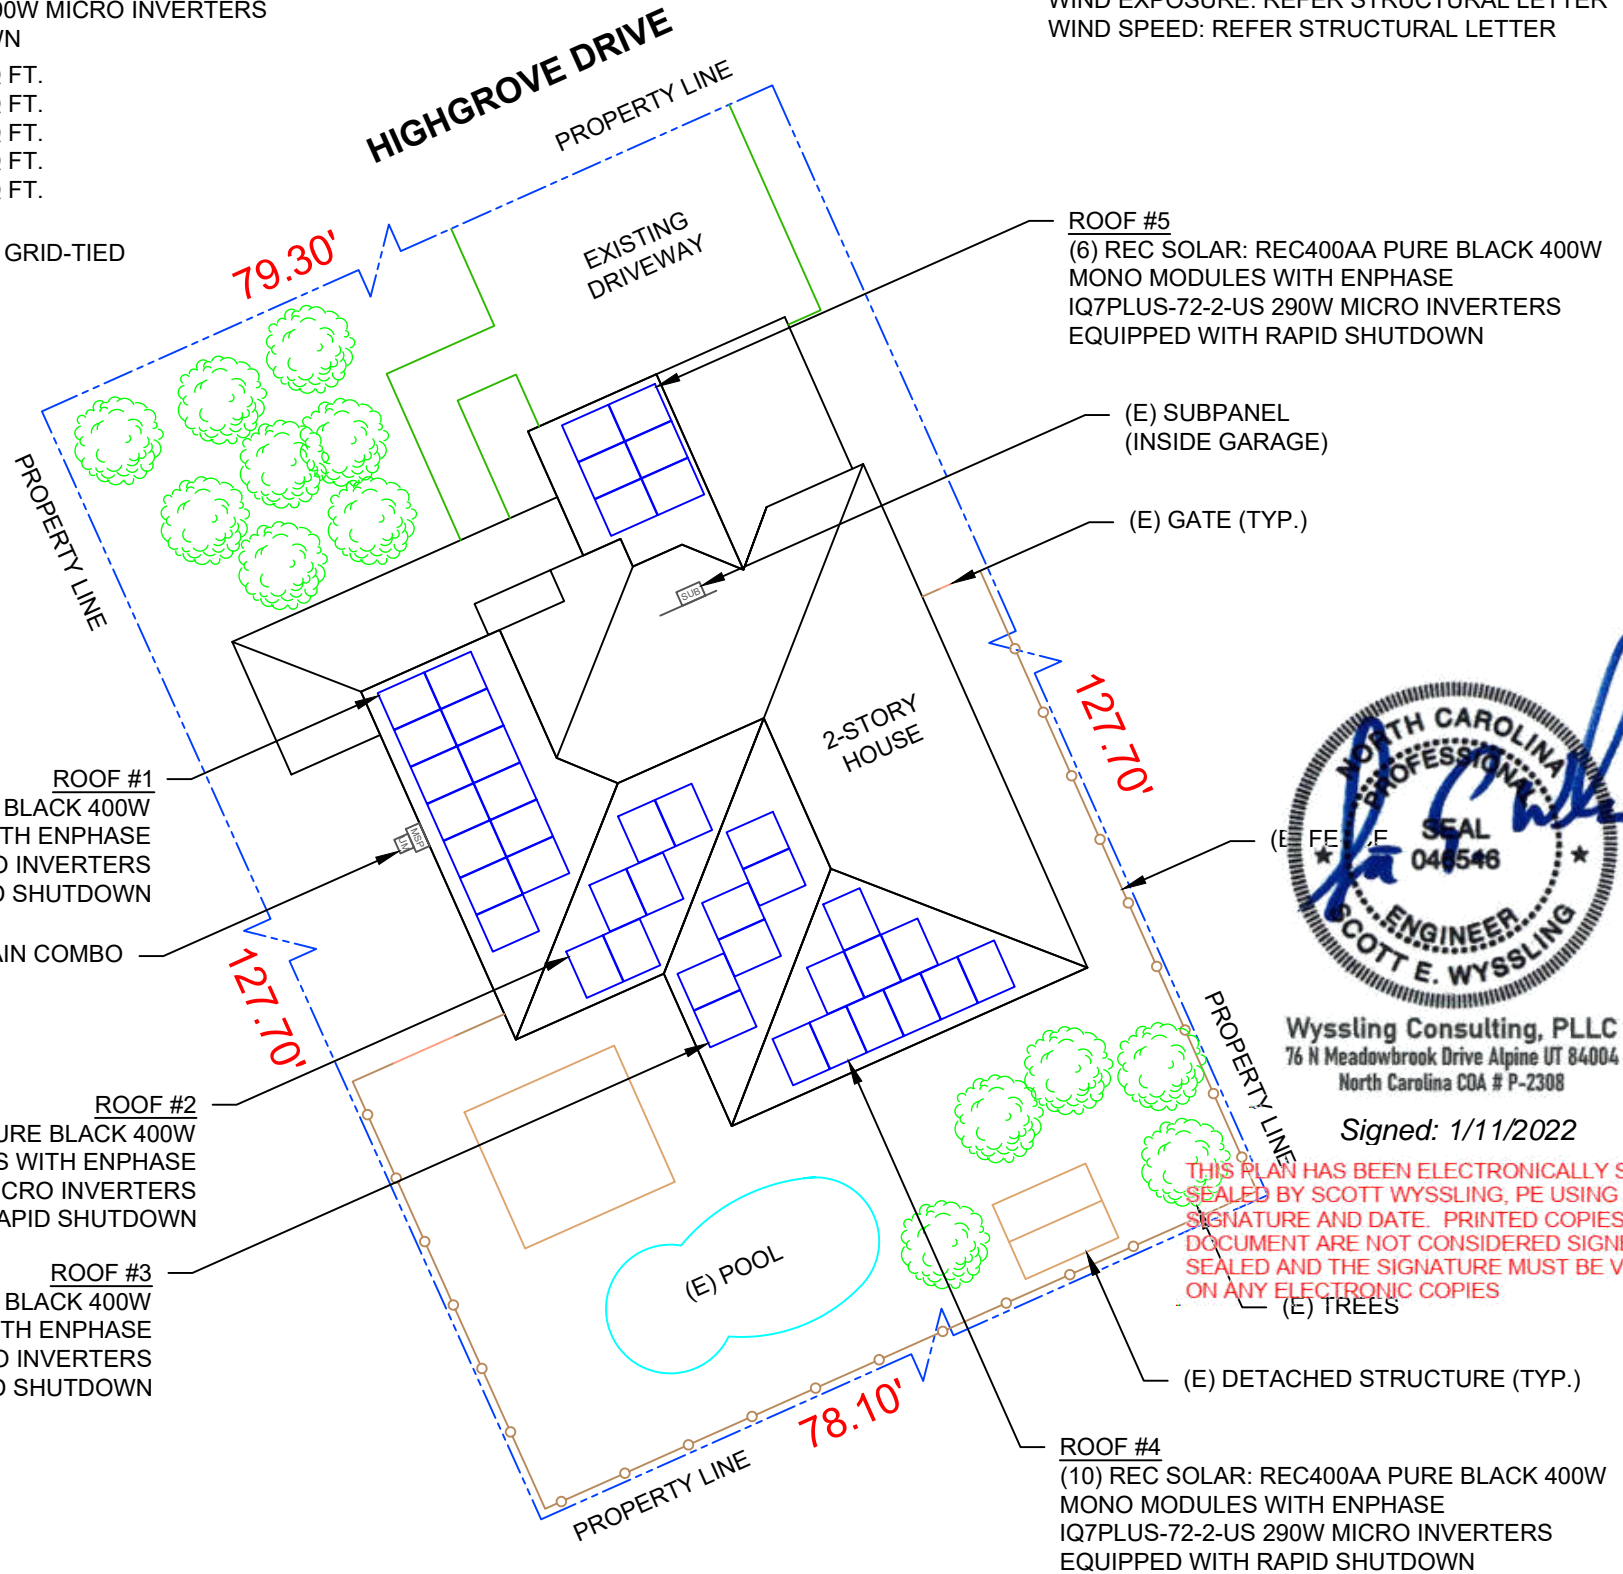 00W MICRO INVERTERS
WN
FT.
FT.
FT.
FT.
FT.
GRID-TIED
WIND EXPOSURE: REFER STRUCTURAL LETTER
WIND SPEED: REFER STRUCTURAL LETTER
HIGHGROVE DRIVE
PROPERTY LINE
79.30'
EXISTING
DRIVEWAY
ROOF #5
(6) REC SOLAR: REC400AA PURE BLACK 400W
MONO MODULES WITH ENPHASE
IQ7PLUS-72-2-US 290W MICRO INVERTERS
EQUIPPED WITH RAPID SHUTDOWN
(E) SUBPANEL
(INSIDE GARAGE)
(E) GATE (TYP.)
PROPERTY LINE
SUB
2-STORY
HOUSE
127.70'
ROOF #1
BLACK 400W
TH ENPHASE
O INVERTERS
D SHUTDOWN
MSP
UM
AIN COMBO
127.70'
(E) FENCE
NORTH CAROLINA
PROFESSIONAL
SEAL
046546
ENGINEER
SCOTT E. WYSSLING
Wyssling Consulting, PLLC
76 N Meadowbrook Drive Alpine UT 84004
North Carolina COA # P-2308
Signed: 1/11/2022
THIS PLAN HAS BEEN ELECTRONICALLY S
SEALED BY SCOTT WYSSLING, PE USING
SIGNATURE AND DATE. PRINTED COPIES
DOCUMENT ARE NOT CONSIDERED SIGNE
SEALED AND THE SIGNATURE MUST BE V
ON ANY ELECTRONIC COPIES
PROPERTY LINE
ROOF #2
URE BLACK 400W
S WITH ENPHASE
ICRO INVERTERS
APID SHUTDOWN
ROOF #3
BLACK 400W
TH ENPHASE
O INVERTERS
D SHUTDOWN
(E) POOL
(E) TREES
(E) DETACHED STRUCTURE (TYP.)
78.10'
PROPERTY LINE
ROOF #4
(10) REC SOLAR: REC400AA PURE BLACK 400W
MONO MODULES WITH ENPHASE
IQ7PLUS-72-2-US 290W MICRO INVERTERS
EQUIPPED WITH RAPID SHUTDOWN